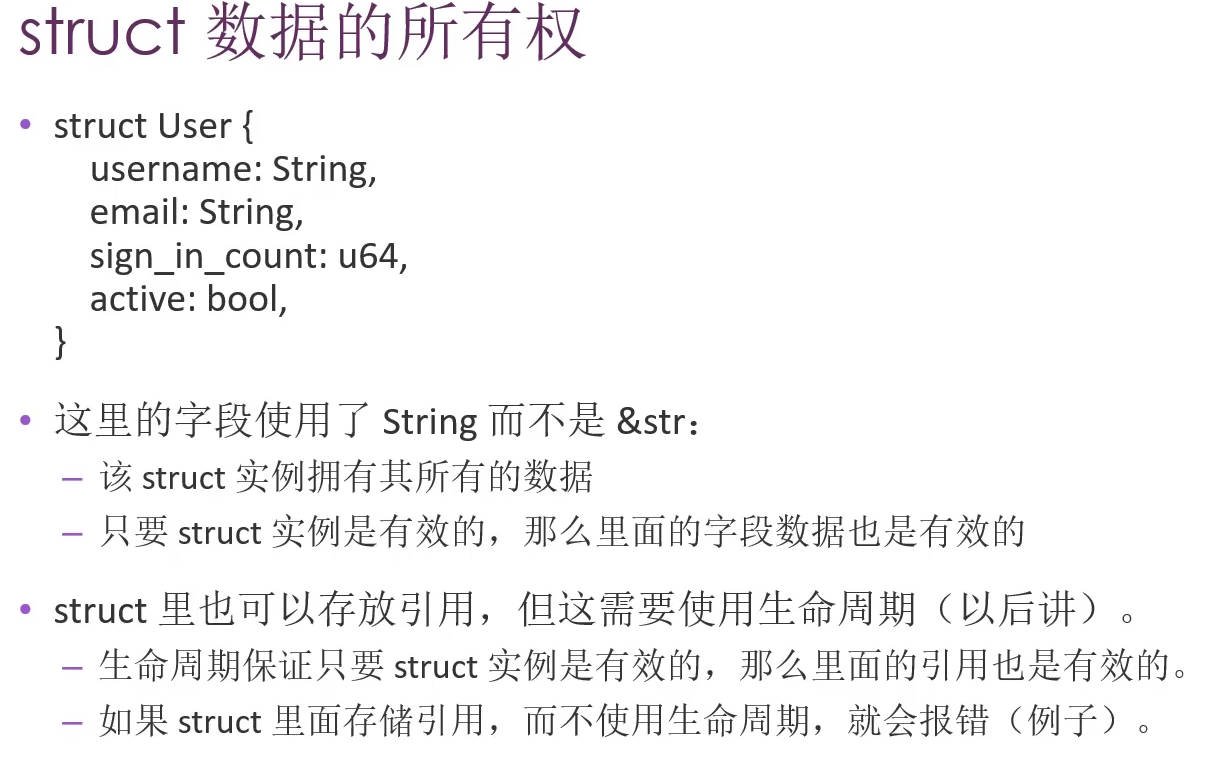 struct 数据的所有权
• struct User {
username: String,
email: String,
sign_in_count: u64,
active: bool,
}
• 这里的字段使用了 String 而不是 &str：
– 该 struct 实例拥有其所有的数据
– 只要 struct 实例是有效的，那么里面的字段数据也是有效的
• struct 里也可以存放引用，但这需要使用生命周期（以后讲）。
– 生命周期保证只要 struct 实例是有效的，那么里面的引用也是有效的。
– 如果 struct 里面存储引用，而不使用生命周期，就会报错（例子）。